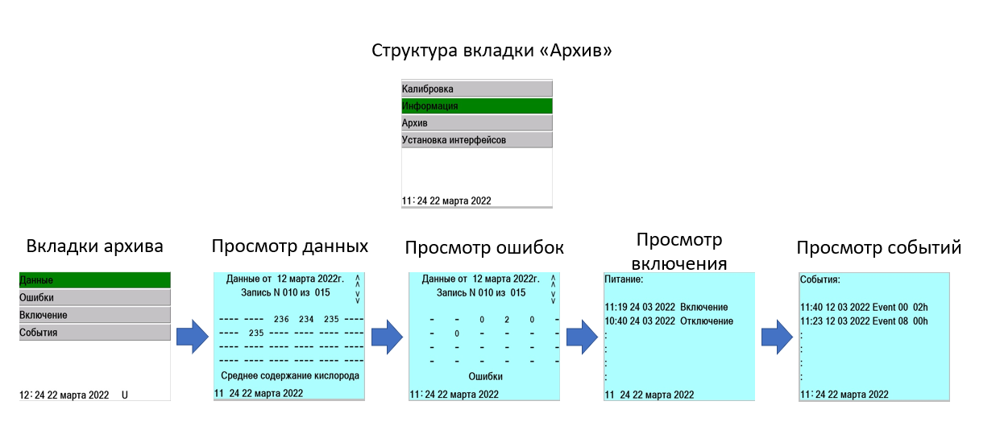 Структура вкладки «Архив»
Калибровка
Информация
Архив
Установка интерфейсов
11:24 22 марта 2022
Вкладки архива
Данные
Ошибки
Включение
События
12:24 22 марта 2022 U
Просмотр данных
Данные от 12 марта 2022г.
Запись N 010 из 015
---- ---- 236 234 235 ----
---- 235 ---- ---- ---- ----
---- ---- ---- ---- ---- ----
---- ---- ---- ---- ---- ----
Среднее содержание кислорода
11 24 22 марта 2022
Просмотр ошибок
Данные от 12 марта 2022г.
Запись N 010 из 015
- - 0 2 0 -
- 0 - - - -
- - - - - -
- - - - - -
Ошибки
11:24 22 марта 2022
Просмотр
включения
Питание:
11:19 24 03 2022 Включение
10:40 24 03 2022 Отключение
:
:
:
:
11 24 22 марта 2022
Просмотр событий
События:
11:40 12 03 2022 Event 00 02h
11:23 12 03 2022 Event 08 00h
:
:
:
:
11:24 22 марта 2022